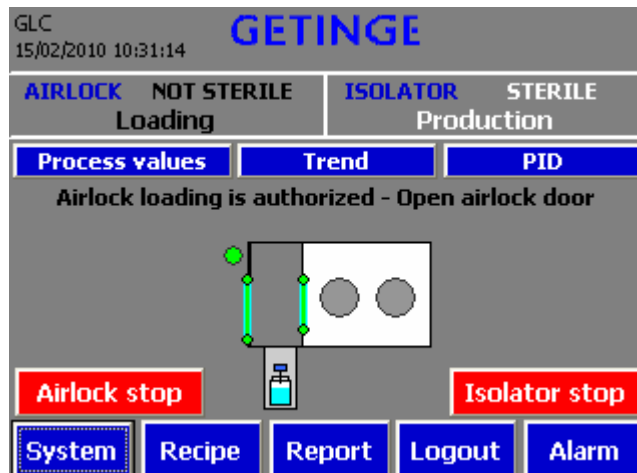 GLC
GETINGE
15/02/2010 10:31:14
AIRLOCK NOT STERILE
Loading
ISOLATOR STERILE
Production
Process values
Trend
PID
Airlock loading is authorized - Open airlock door
Airlock stop
Isolator stop
System
Recipe
Report
Logout
Alarm